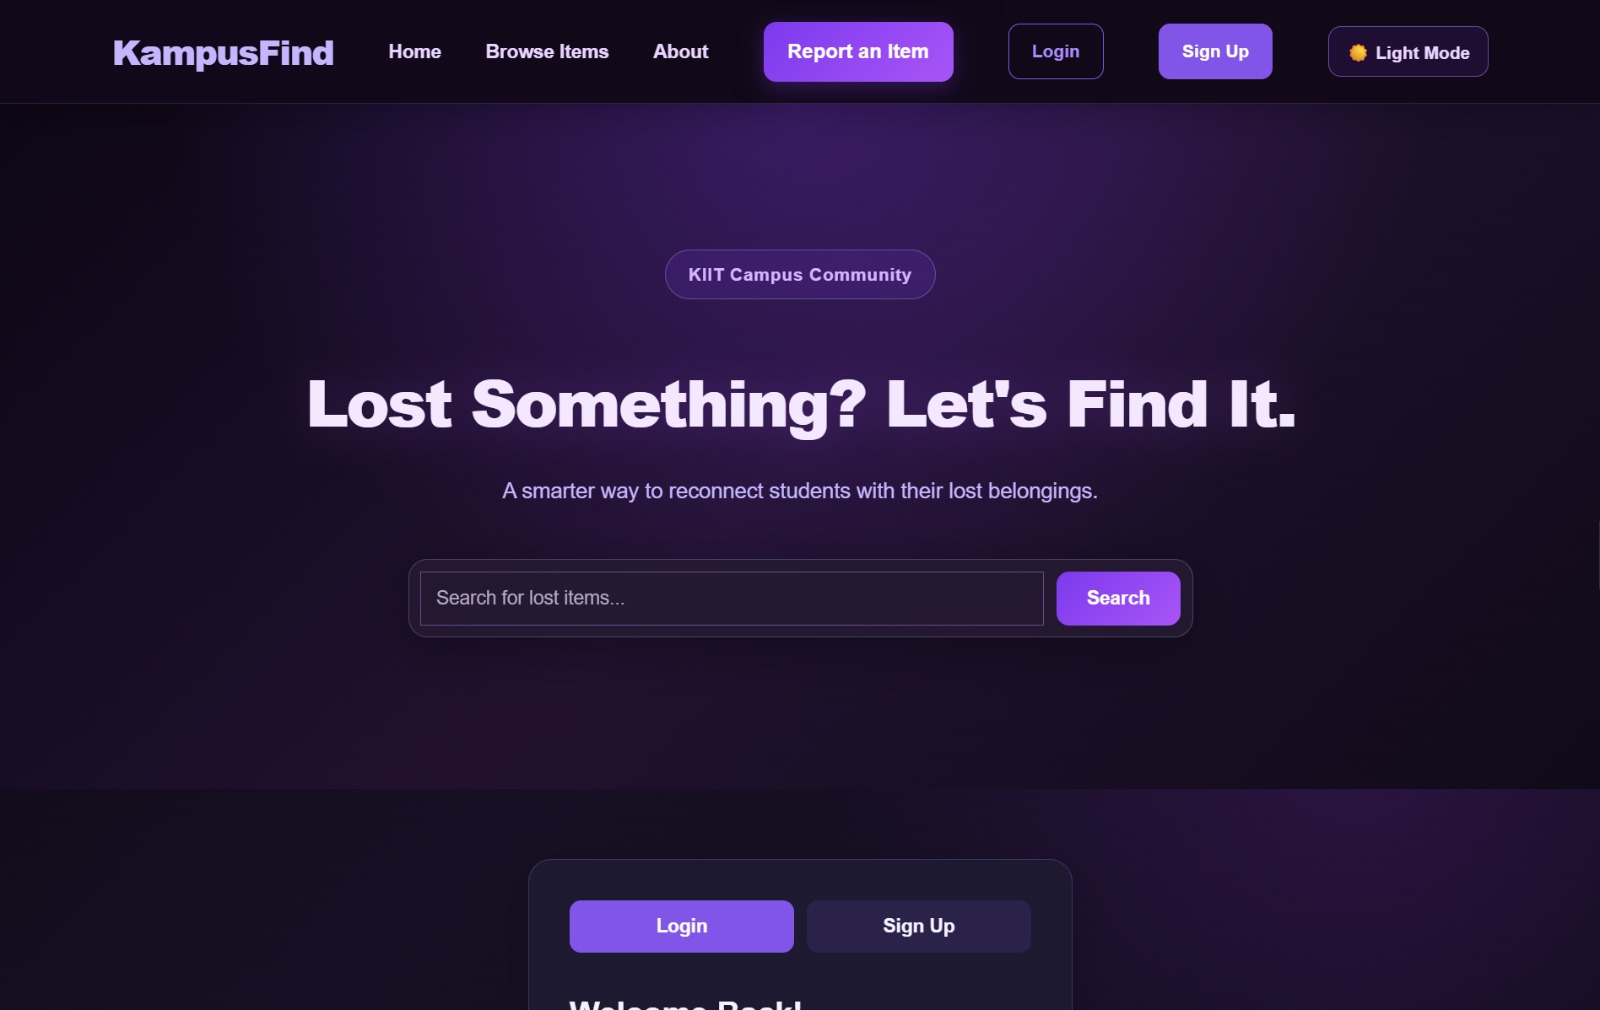 KampusFind
Home
Browse Items
About
Report an Item
Login
Sign Up
Light Mode
KIIT Campus Community
Lost Something? Let's Find It.
A smarter way to reconnect students with their lost belongings.
Search for lost items...
Search
Login
Sign Up
Welcome Back!